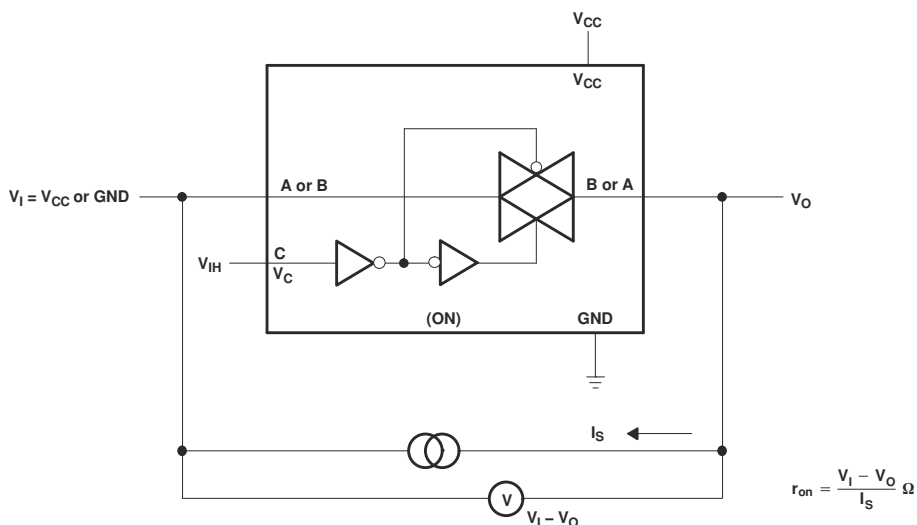 VCC
VCC
A or B
B or A
VI = VCC or GND
VO
C
VIH
VC
(ON)
GND
IS
ron = VI − VO / IS Ω
V
VI – VO